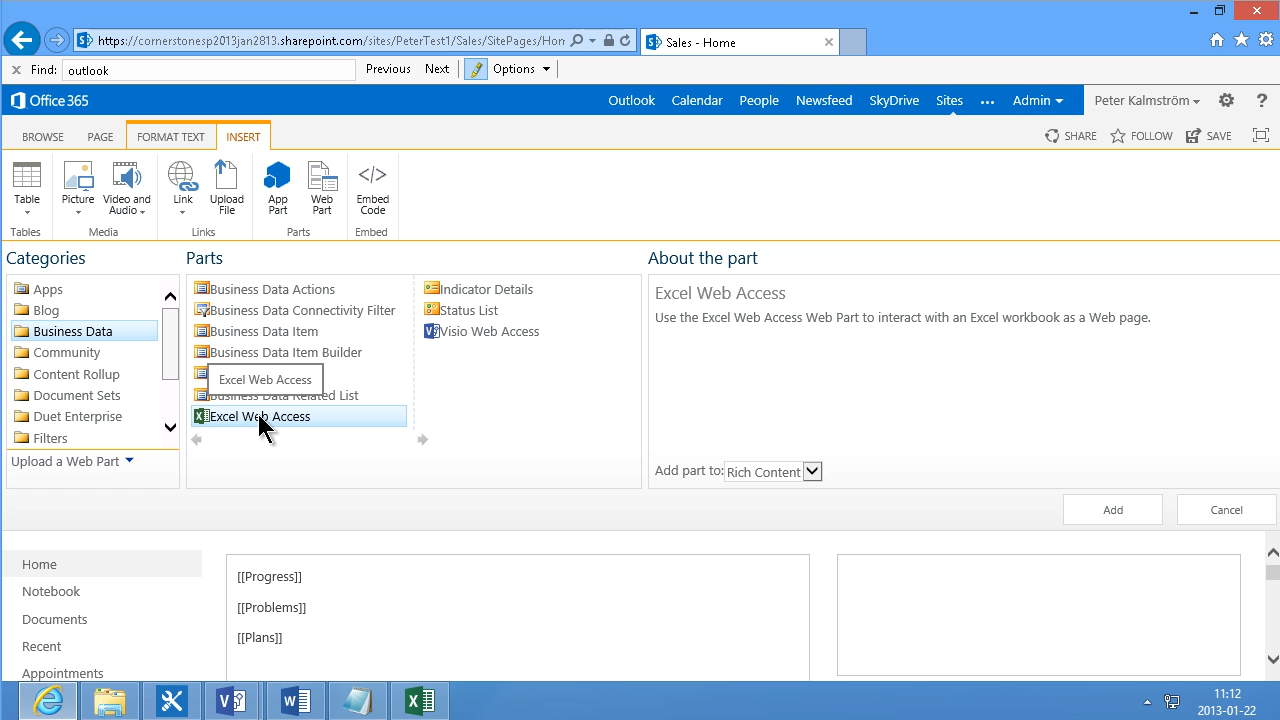 https://cornerstonesp2013jan2813.sharepoint.com/sites/PeterTest1/Sales/SitePages/Hon
Sales - Home
Find: outlook Previous Next Options
Office 365 Outlook Calendar People Newsfeed SkyDrive Sites ... Admin Peter Kalmström ?
BROWSE PAGE FORMAT TEXT INSERT SHARE FOLLOW SAVE
Table Picture Video and Audio Link Upload File App Part Web Part Embed Code
Tables Media Links Parts Embed
Categories
Apps
Blog
Business Data
Community
Content Rollup
Document Sets
Duet Enterprise
Filters
Upload a Web Part
Parts
Business Data Actions
Business Data Connectivity Filter
Business Data Item
Business Data Item Builder
Excel Web Access
Business Data Related List
Excel Web Access
Indicator Details
Status List
Visio Web Access
About the part
Excel Web Access
Use the Excel Web Access Web Part to interact with an Excel workbook as a Web page.
Add part to: Rich Content
Add Cancel
Home
Notebook
Documents
Recent
Appointments
[[Progress]]
[[Problems]]
[[Plans]]
11:12
2013-01-22